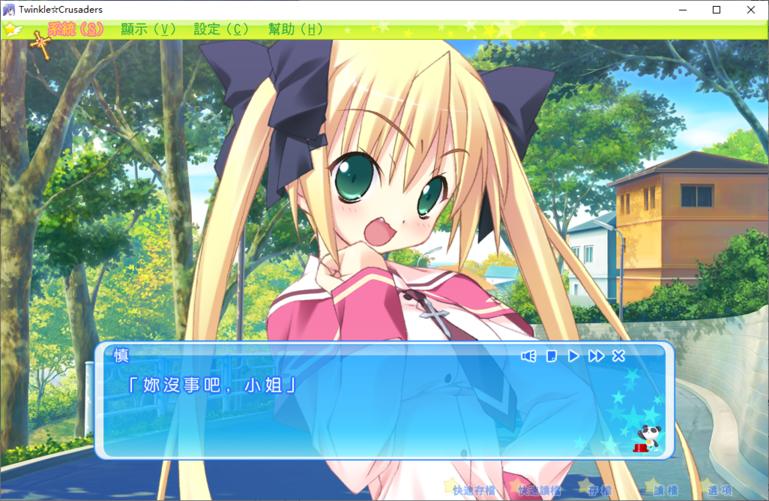 Twinkle☆Crusaders
系統(S) 顯示(V) 設定(C) 幫助(H)
慎
「妳沒事吧，小姐」
快速存檔 快速讀檔 存檔 讀檔 選項